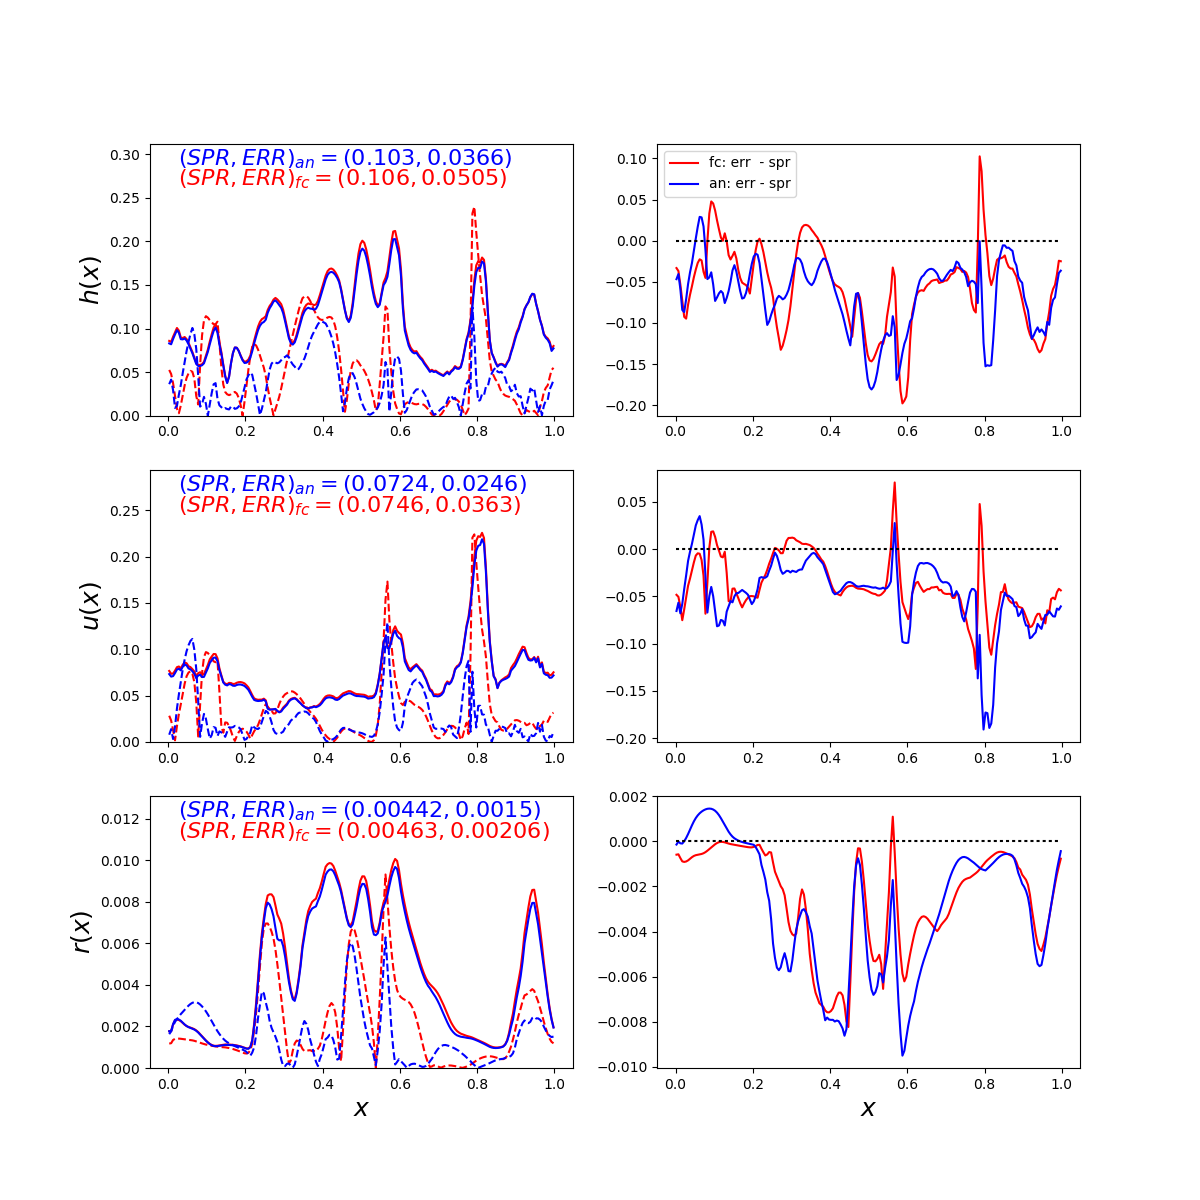 (SPR, ERR)an = (0.103, 0.0366)
(SPR, ERR)fc = (0.106, 0.0505)
h(x)
0.30
0.25
0.20
0.15
0.10
0.05
0.00
0.0 0.2 0.4 0.6 0.8 1.0
fc: err - spr
an: err - spr
0.10
0.05
0.00
−0.05
−0.10
−0.15
−0.20
0.0 0.2 0.4 0.6 0.8 1.0
(SPR, ERR)an = (0.0724, 0.0246)
(SPR, ERR)fc = (0.0746, 0.0363)
u(x)
0.25
0.20
0.15
0.10
0.05
0.00
0.0 0.2 0.4 0.6 0.8 1.0
0.05
0.00
−0.05
−0.10
−0.15
−0.20
0.0 0.2 0.4 0.6 0.8 1.0
(SPR, ERR)an = (0.00442, 0.0015)
(SPR, ERR)fc = (0.00463, 0.00206)
r(x)
0.012
0.010
0.008
0.006
0.004
0.002
0.000
0.0 0.2 0.4 0.6 0.8 1.0
x
0.002
0.000
−0.002
−0.004
−0.006
−0.008
−0.010
0.0 0.2 0.4 0.6 0.8 1.0
x